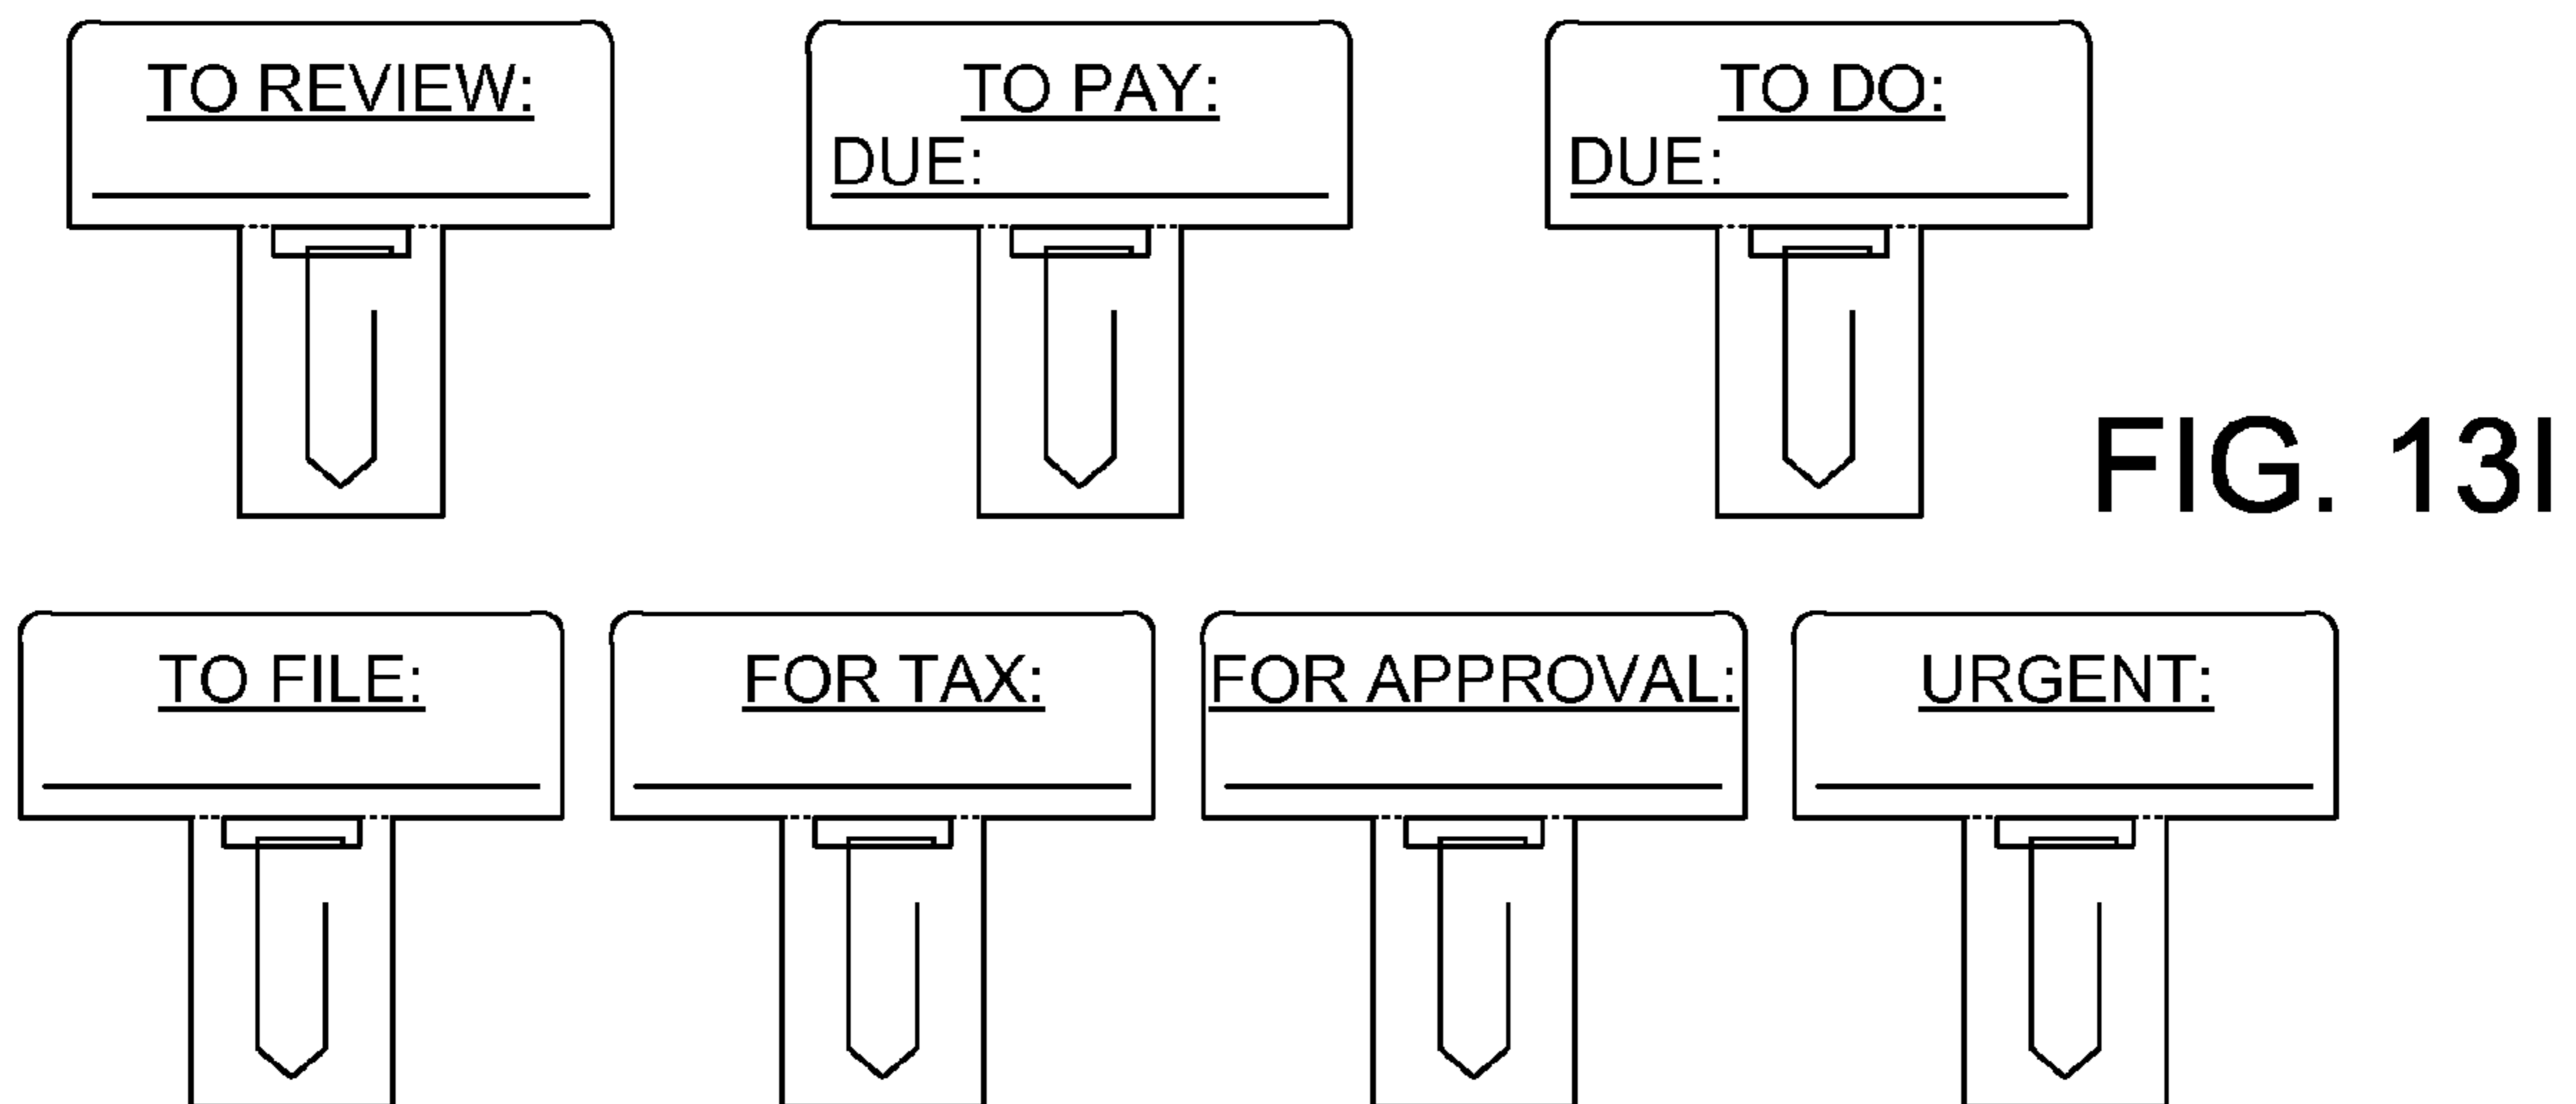 TO REVIEW:
TO PAY:
DUE:
TO DO:
DUE:
FIG. 13I
TO FILE:
FOR TAX:
FOR APPROVAL:
URGENT: